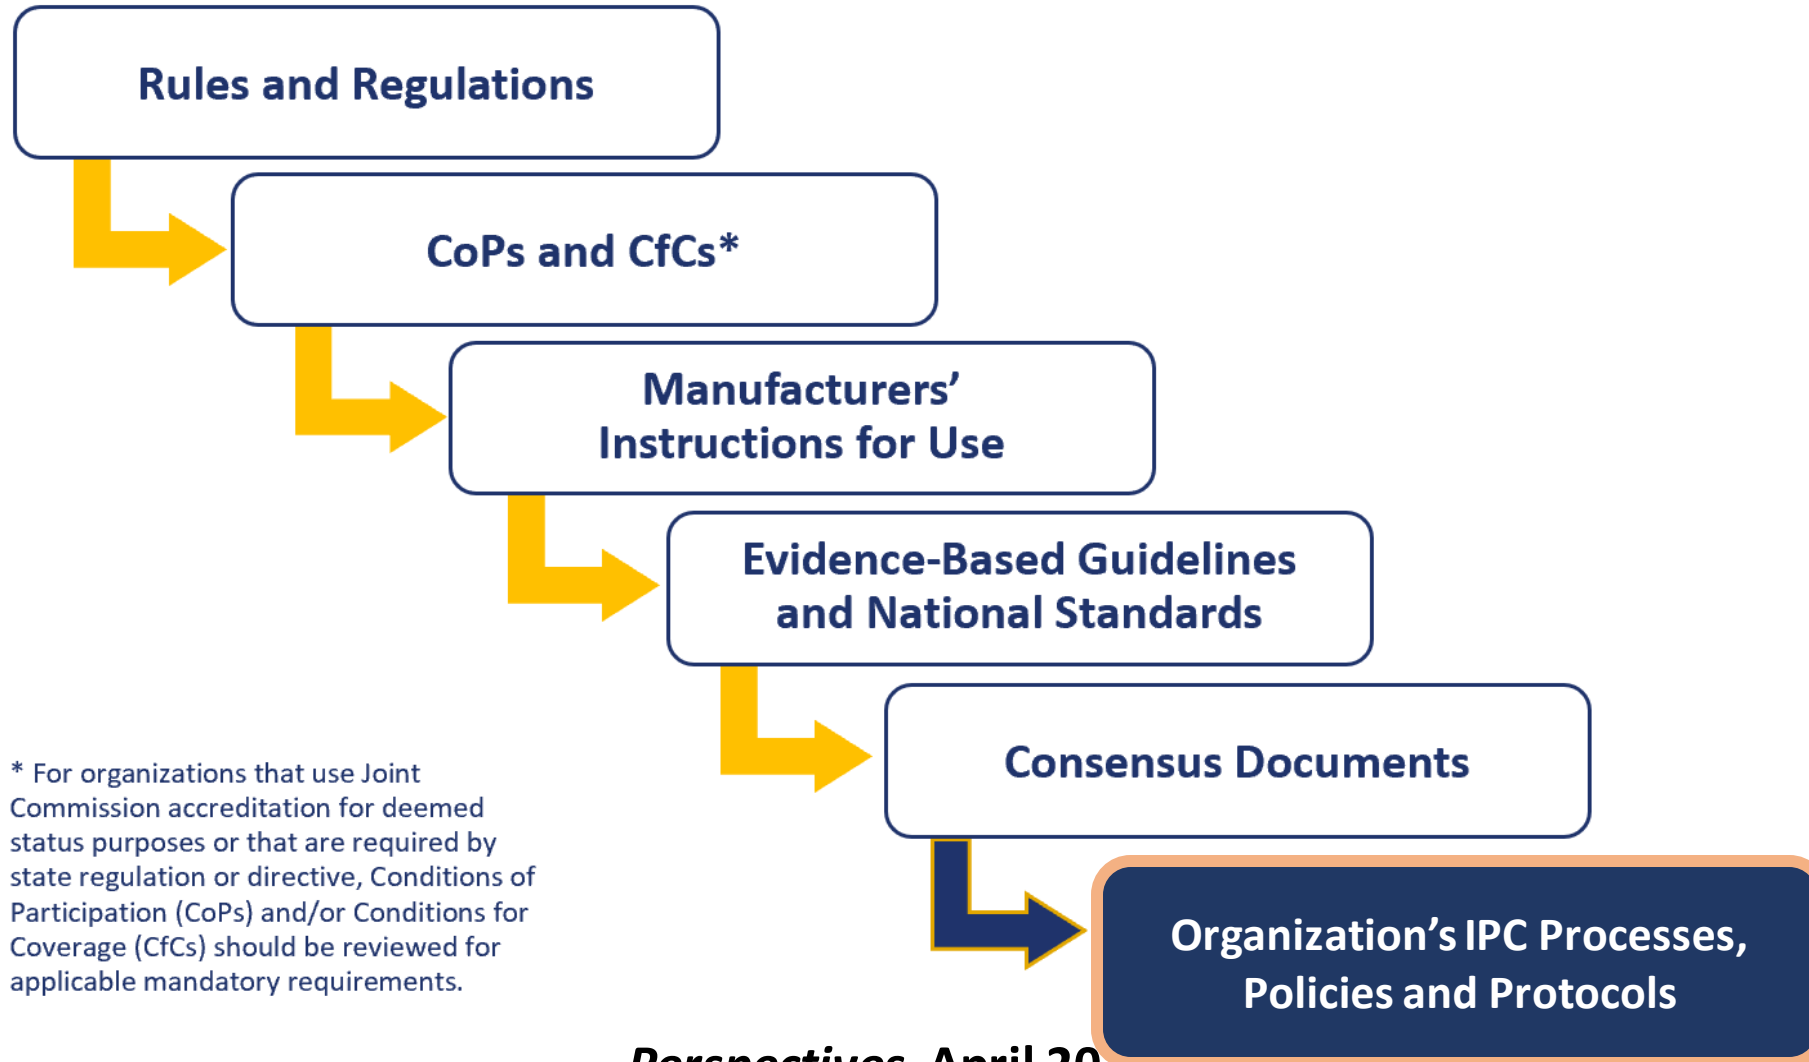 Rules and Regulations
CoPs and CfCs*
Manufacturers’
Instructions for Use
Evidence-Based Guidelines
and National Standards
Consensus Documents
* For organizations that use Joint
Commission accreditation for deemed
status purposes or that are required by
state regulation or directive, Conditions of
Participation (CoPs) and/or Conditions for
Coverage (CfCs) should be reviewed for
applicable mandatory requirements.
Organization’s IPC Processes,
Policies and Protocols
Perspectives, April 20